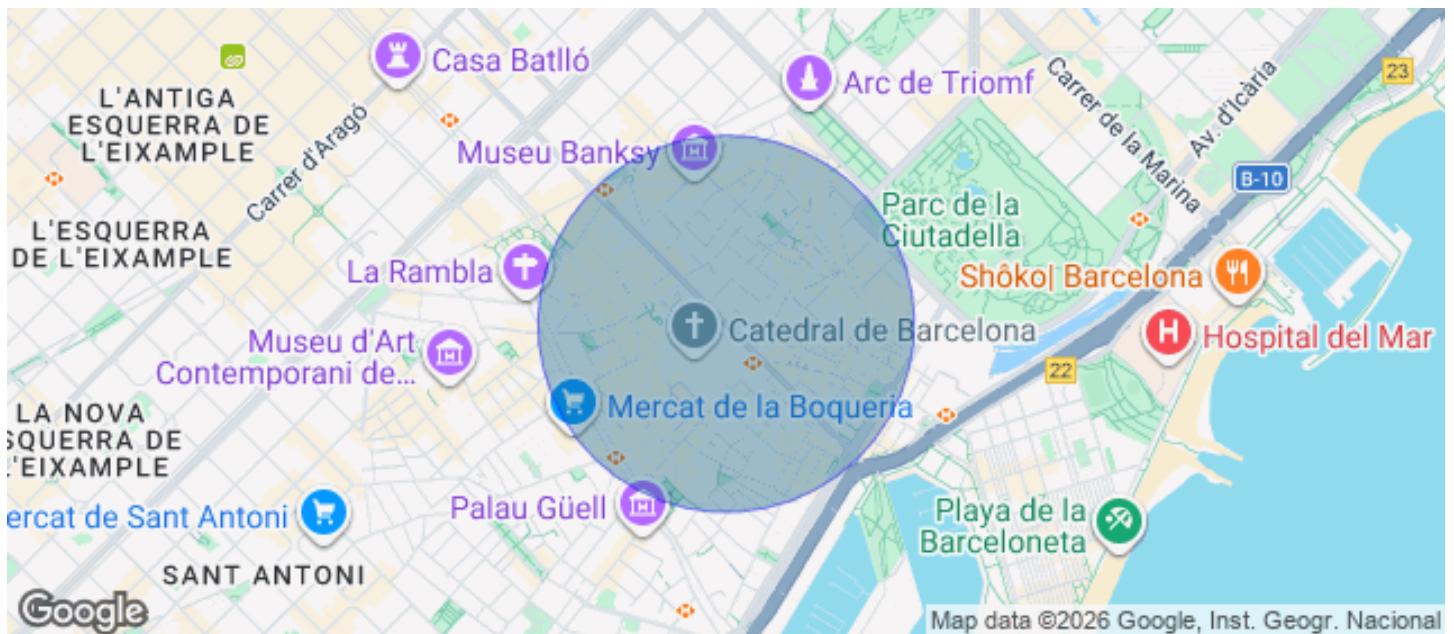 Casa Batlló
Arc de Triomf
23
L'ANTIGA
ESQUERRA DE
L'EIXAMPLE
Carrer d'Aragó
Carrer de la Marina
Av. d'Icària
Museu Banksy
B-10
Parc de la
Ciutadella
L'ESQUERRA
DE L'EIXAMPLE
La Rambla
Shôko| Barcelona
Catedral de Barcelona
Hospital del Mar
Museu d'Art
Contemporani de...
22
Mercat de la Boqueria
LA NOVA
SQUERRA DE
L'EIXAMPLE
Palau Güell
ercat de Sant Antoni
Playa de la
Barceloneta
SANT ANTONI
Google
Map data ©2026 Google, Inst. Geogr. Nacional